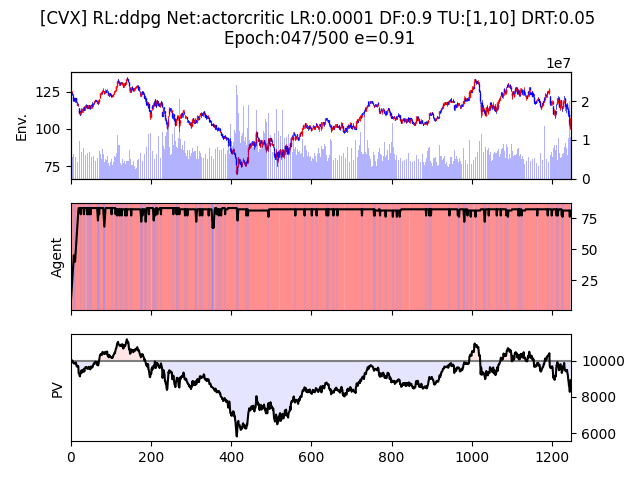 [CVX] RL:ddpg Net:actorcritic LR:0.0001 DF:0.9 TU:[1,10] DRT:0.05
Epoch:047/500 e=0.91
1e7
Env.
125
100
75
2
1
0
Agent
75
50
25
PV
10000
8000
6000
0 200 400 600 800 1000 1200